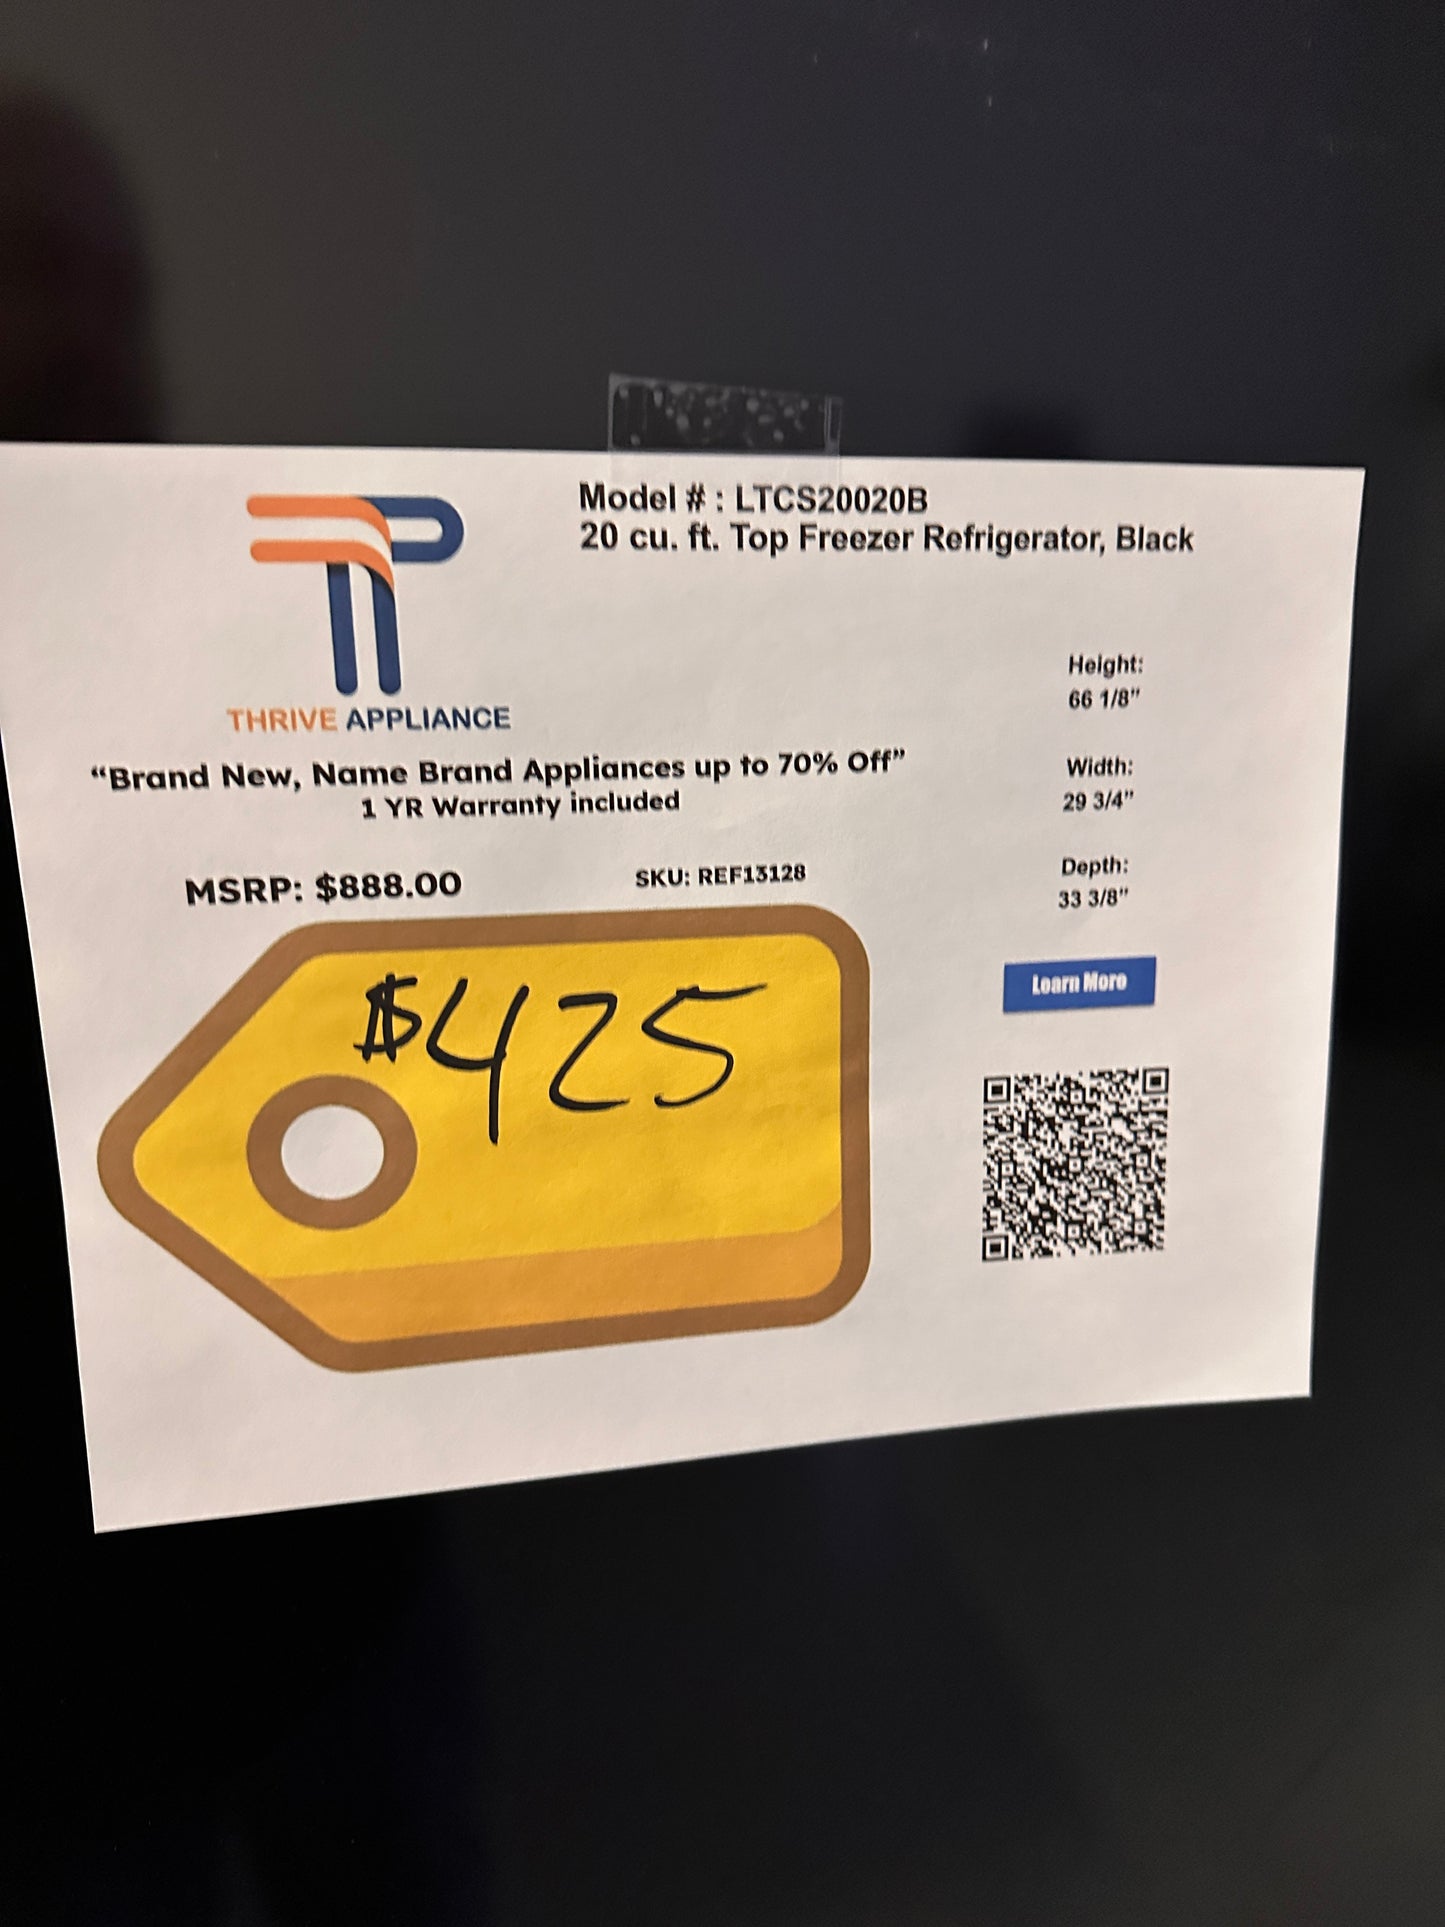 Model # : LTCS20020B
20 cu. ft. Top Freezer Refrigerator, Black
THRIVE APPLIANCE
“Brand New, Name Brand Appliances up to 70% Off”
1 YR Warranty included
MSRP: $888.00
SKU: REF13128
$425
Height:
66 1/8"
Width:
29 3/4"
Depth:
33 3/8"
Learn More